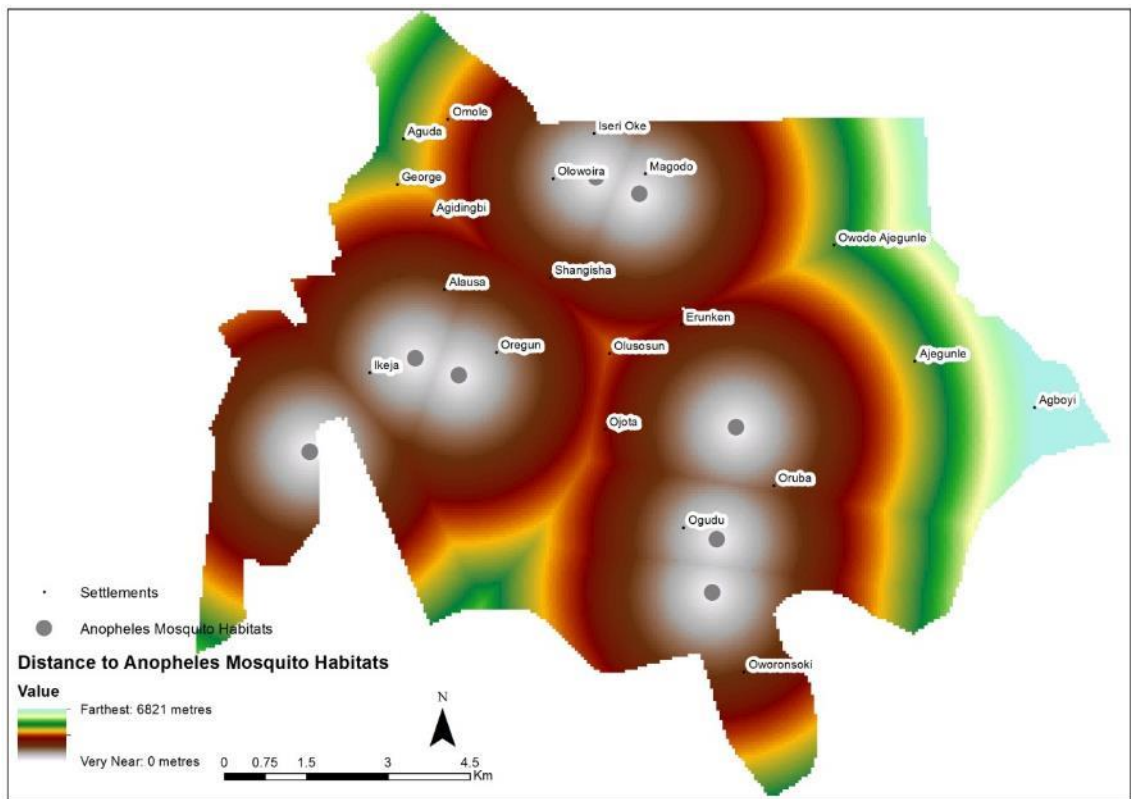 Omole
Iseri Oke
Aguda
Olowoira
Magodo
George
Agidingbi
Owode Ajegunle
Shangisha
Alausa
Erunken
Oregun
Olusosun
Ajegunle
Ikeja
Agboyi
Ojota
Oruba
Ogudu
Settlements
Anopheles Mosquito Habitats
Oworonsoki
Distance to Anopheles Mosquito Habitats
Value
Farthest: 6821 metres
Very Near: 0 metres
N
0 0.75 1.5 3 4.5
Km